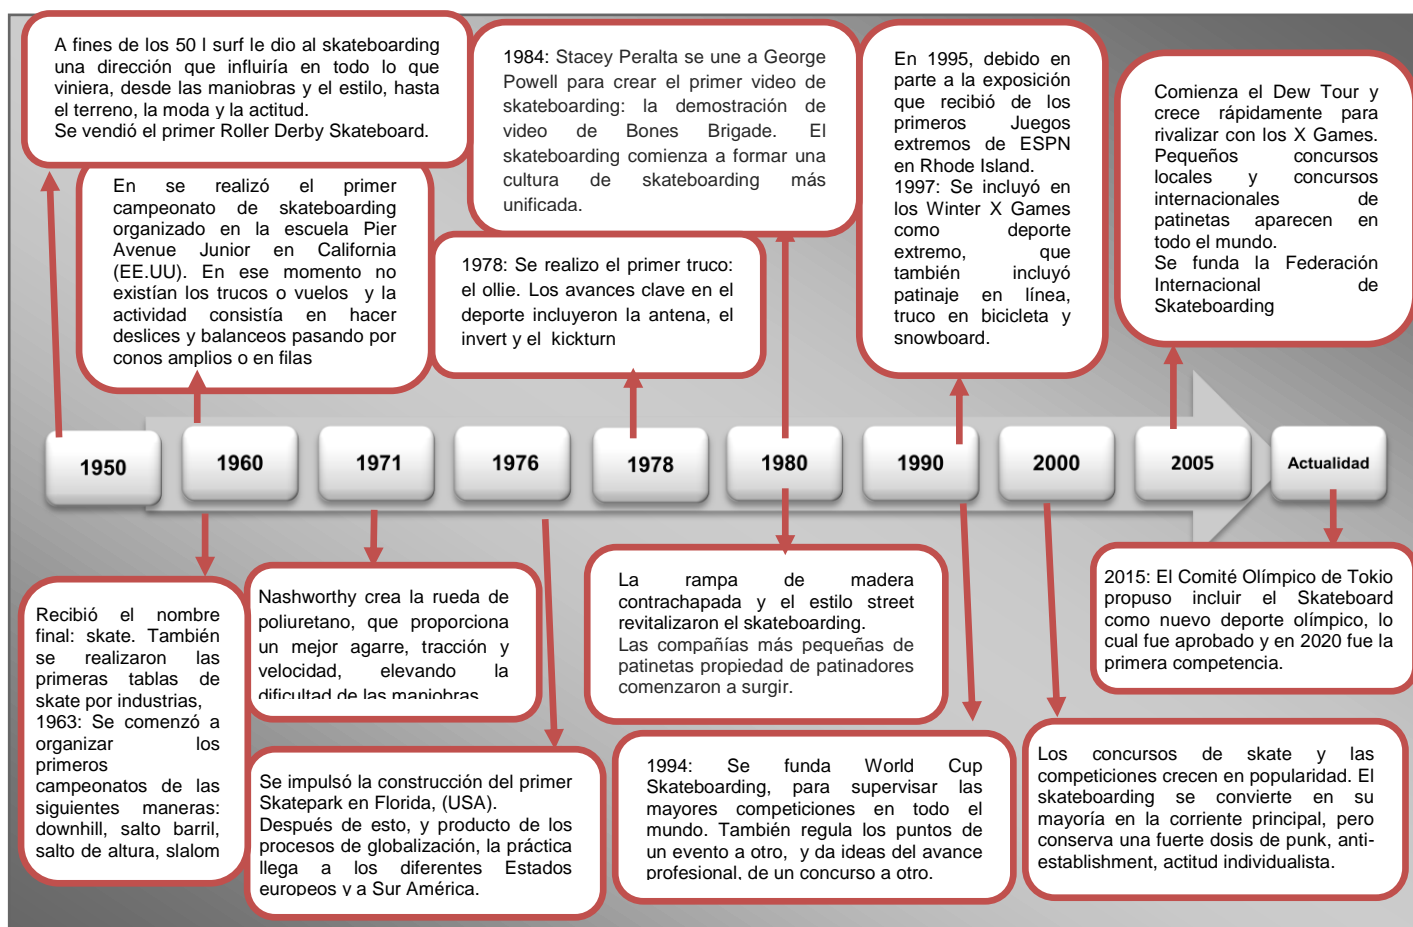 A fines de los 50 l surf le dio al skateboarding
una dirección que influiría en todo lo que
viniera, desde las maniobras y el estilo, hasta
el terreno, la moda y la actitud.
Se vendió el primer Roller Derby Skateboard.
En se realizó el primer
campeonato de skateboarding
organizado en la escuela Pier
Avenue Junior en California
(EE.UU). En ese momento no
existían los trucos o vuelos y la
actividad consistía en hacer
deslices y balanceos pasando por
conos amplios o en filas
1984: Stacey Peralta se une a George
Powell para crear el primer video de
skateboarding: la demostración de
video de Bones Brigade. El
skateboarding comienza a formar una
cultura de skateboarding más
unificada.
1978: Se realizo el primer truco:
el ollie. Los avances clave en el
deporte incluyeron la antena, el
invert y el kickturn
En 1995, debido en
parte a la exposición
que recibió de los
primeros Juegos
extremos de ESPN
en Rhode Island.
1997: Se incluyó en
los Winter X Games
como deporte
extremo, que
también incluyó
patinaje en línea,
truco en bicicleta y
snowboard.
Comienza el Dew Tour y
crece rápidamente para
rivalizar con los X Games.
Pequeños concursos
locales y concursos
internacionales de
patinetas aparecen en
todo el mundo.
Se funda la Federación
Internacional de
Skateboarding
1950
1960
1971
1976
1978
1980
1990
2000
2005
Actualidad
Recibió el nombre
final: skate. También
se realizaron las
primeras tablas de
skate por industrias,
1963: Se comenzó a
organizar los
primeros
campeonatos de las
siguientes maneras:
downhill, salto barril,
salto de altura, slalom
Nashworthy crea la rueda de
poliuretano, que proporciona
un mejor agarre, tracción y
velocidad, elevando la
dificultad de las maniobras
Se impulsó la construcción del primer
Skatepark en Florida, (USA).
Después de esto, y producto de los
procesos de globalización, la práctica
llega a los diferentes Estados
europeos y a Sur América.
La rampa de madera
contrachapada y el estilo street
revitalizaron el skateboarding.
Las compañías más pequeñas de
patinetas propiedad de patinadores
comenzaron a surgir.
1994: Se funda World Cup
Skateboarding, para supervisar las
mayores competiciones en todo el
mundo. También regula los puntos de
un evento a otro, y da ideas del avance
profesional, de un concurso a otro.
Los concursos de skate y las
competiciones crecen en popularidad. El
skateboarding se convierte en su
mayoría en la corriente principal, pero
conserva una fuerte dosis de punk, anti-
establishment, actitud individualista.
2015: El Comité Olímpico de Tokio
propuso incluir el Skateboard
como nuevo deporte olímpico, lo
cual fue aprobado y en 2020 fue la
primera competencia.